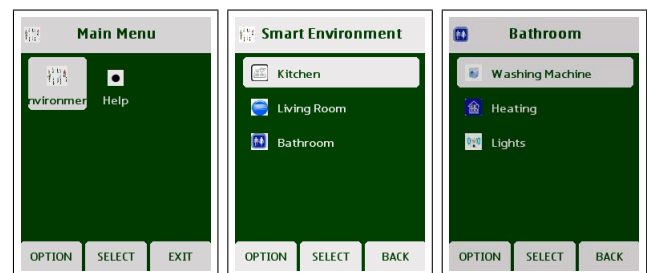 Main Menu
nvironmer
Help
OPTION SELECT EXIT
Smart Environment
Kitchen
Living Room
Bathroom
OPTION SELECT BACK
Bathroom
Washing Machine
Heating
Lights
OPTION SELECT BACK